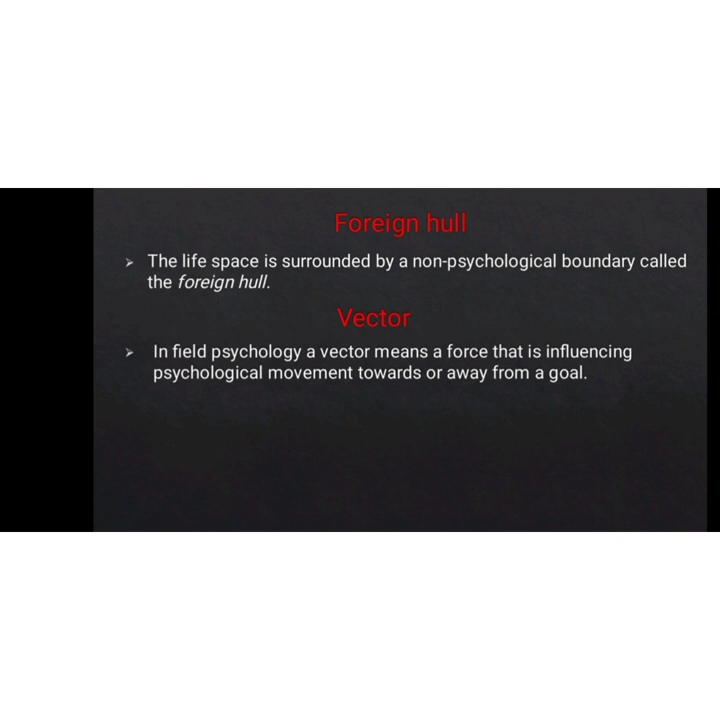 Foreign hull
➢ The life space is surrounded by a non-psychological boundary called
the foreign hull.
Vector
➢ In field psychology a vector means a force that is influencing
psychological movement towards or away from a goal.